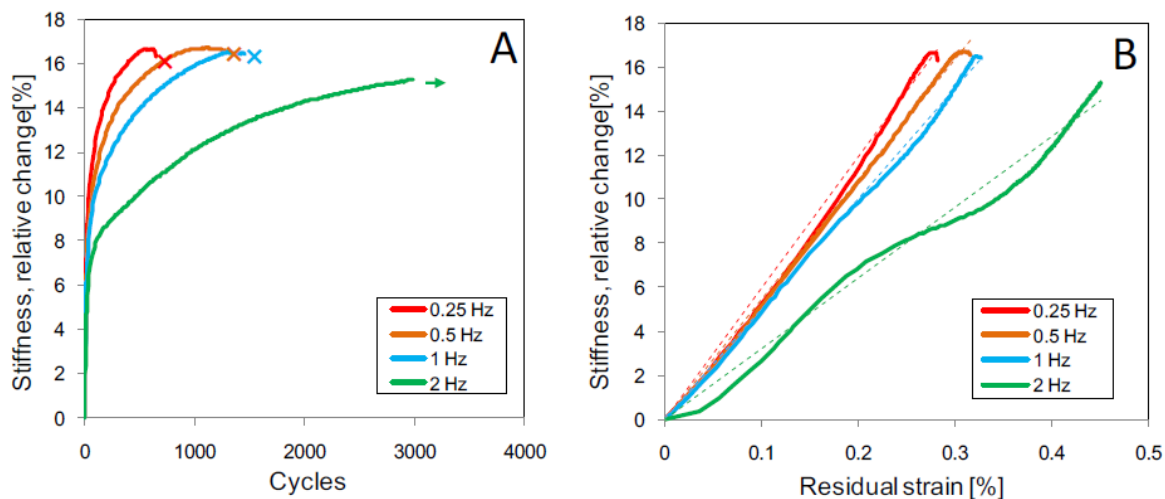 A
Stiffness, relative change[%]
18
16
14
12
10
8
6
4
2
0
0
1000
2000
3000
4000
Cycles
0.25 Hz
0.5 Hz
1 Hz
2 Hz
B
Stiffness, relative change[%]
18
16
14
12
10
8
6
4
2
0
0
0.1
0.2
0.3
0.4
0.5
Residual strain [%]
0.25 Hz
0.5 Hz
1 Hz
2 Hz